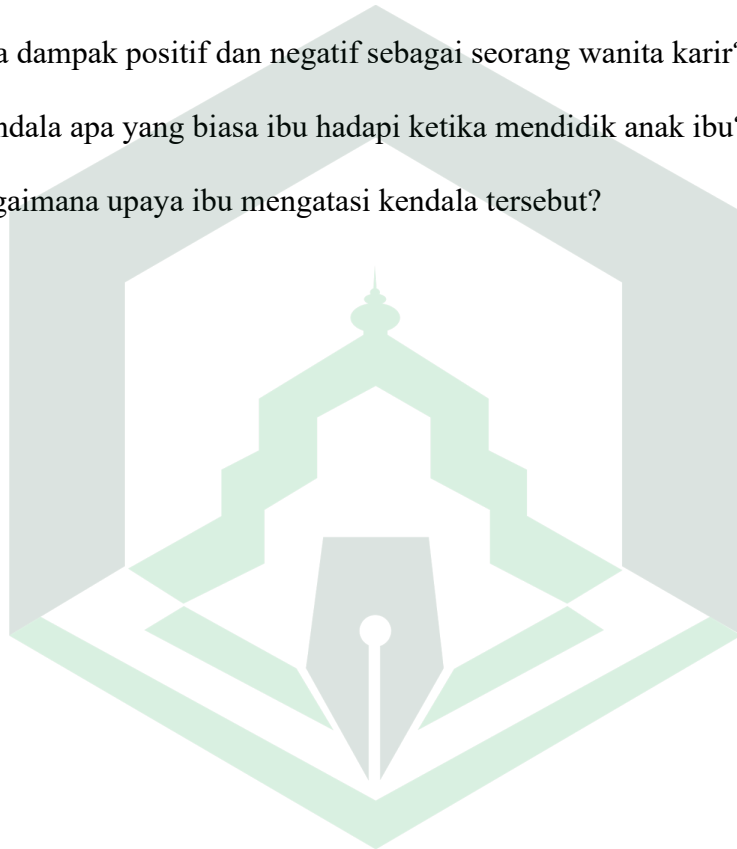 a dampak positif dan negatif sebagai seorang wanita karir?
ndala apa yang biasa ibu hadapi ketika mendidik anak ibu?
gaimana upaya ibu mengatasi kendala tersebut?